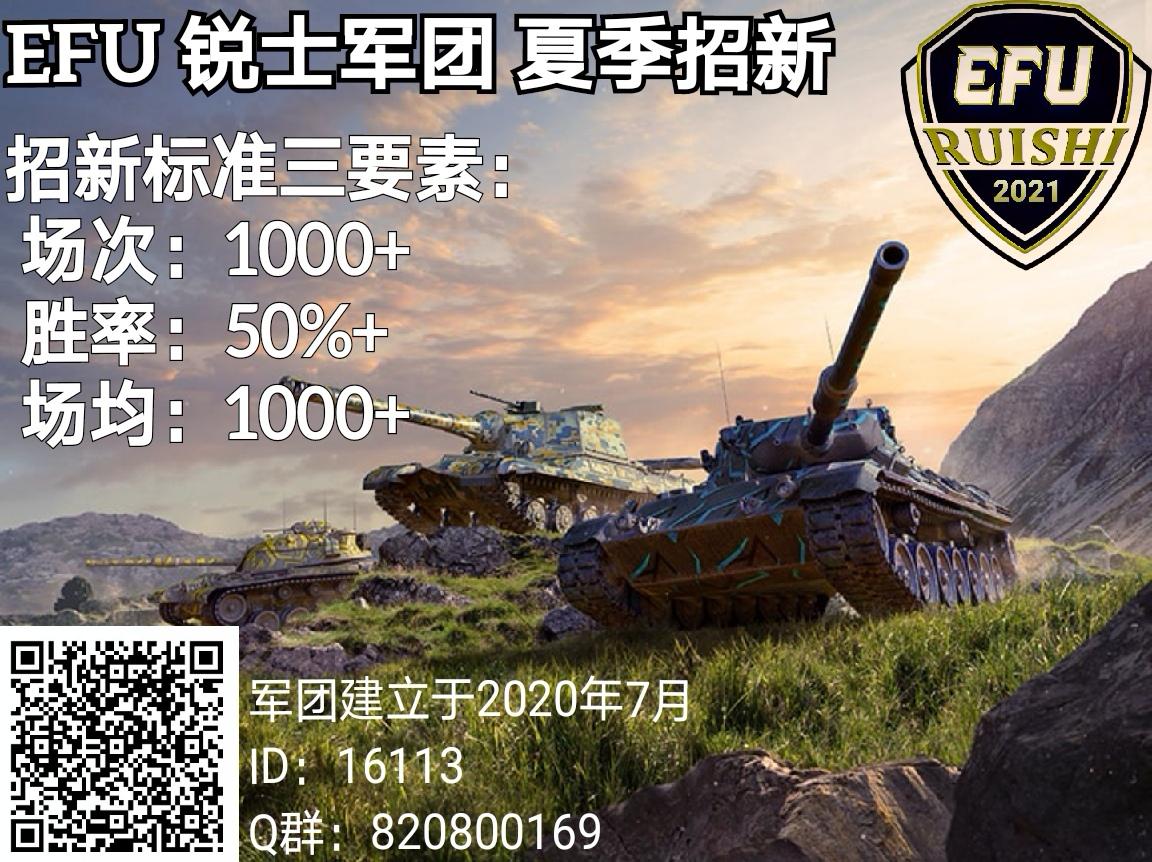 EFU 锐士军团 夏季招新
EFU
RUISHI
2021
招新标准三要素：
场次：1000+
胜率：50%+
场均：1000+
军团建立于2020年7月
ID：16113
Q群：820800169